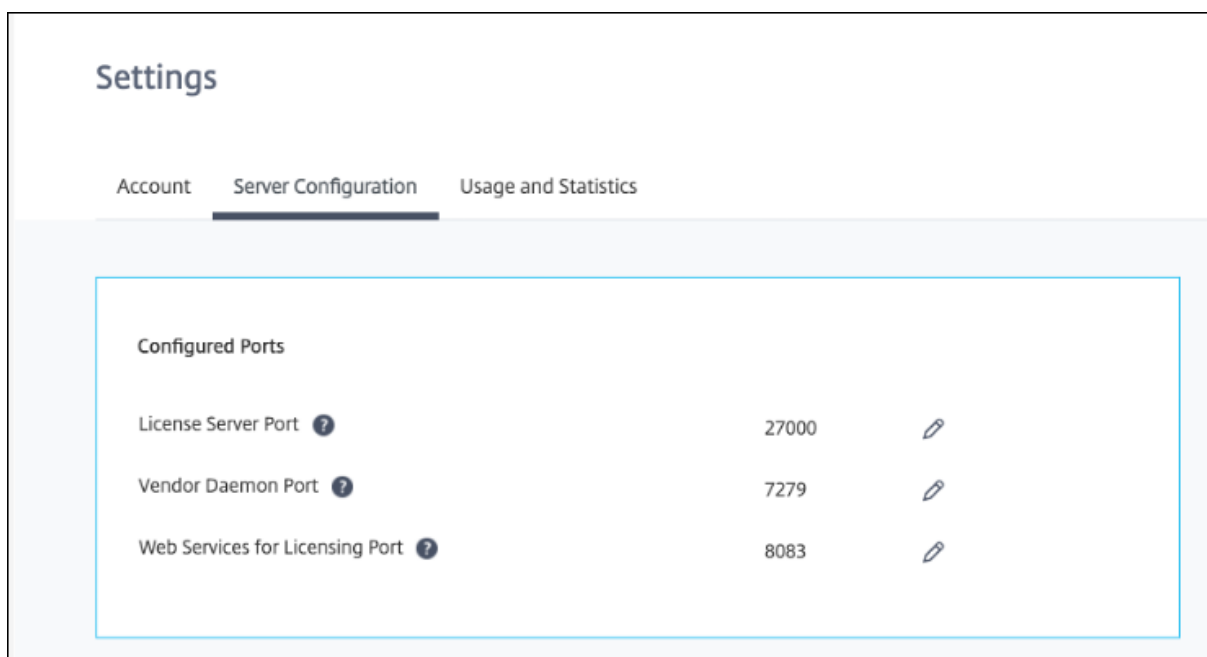 Settings
Account Server Configuration Usage and Statistics
Configured Ports
License Server Port ? 27000
Vendor Daemon Port ? 7279
Web Services for Licensing Port ? 8083